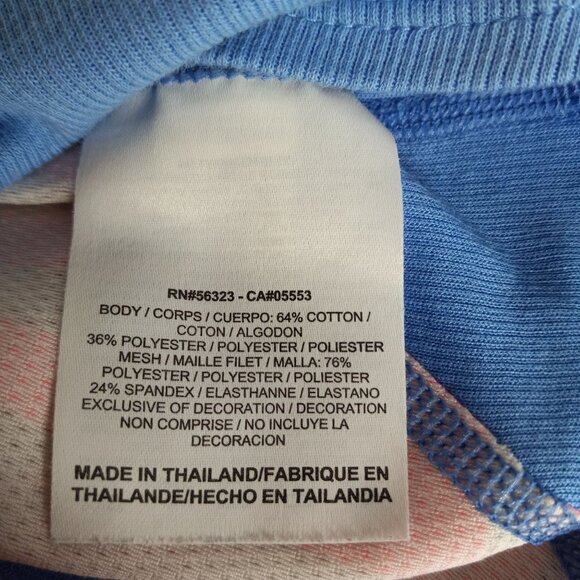 RN#56323 - CA#05553
BODY / CORPS / CUERPO: 64% COTTON /
COTON / ALGODON
36% POLYESTER / POLYESTER / POLIESTER
MESH / MAILLE FILET / MALLA: 76%
POLYESTER / POLYESTER / POLIESTER
24% SPANDEX / ELASTHANNE / ELASTANO
EXCLUSIVE OF DECORATION / DECORATION
NON COMPRISE / NO INCLUYE LA
DECORACION
MADE IN THAILAND/FABRIQUE EN
THAILANDE/HECHO EN TAILANDIA